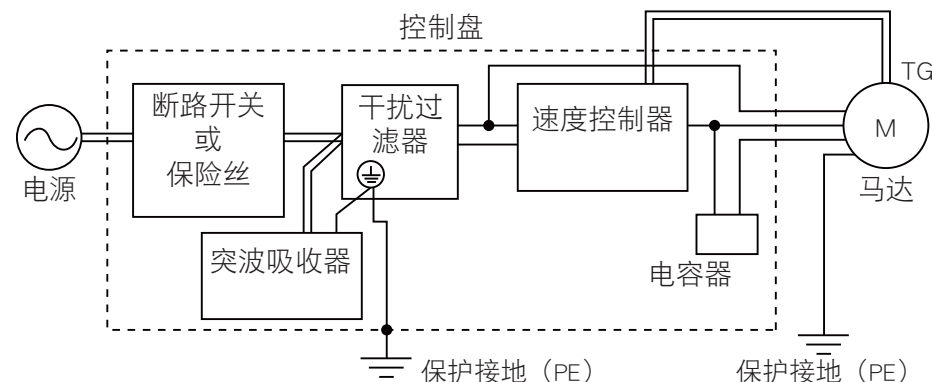 控制盘
TG
断路开关
或
保险丝
干扰过
滤器
速度控制器
M
电源
马达
突波吸收器
电容器
保护接地（PE）
保护接地（PE）